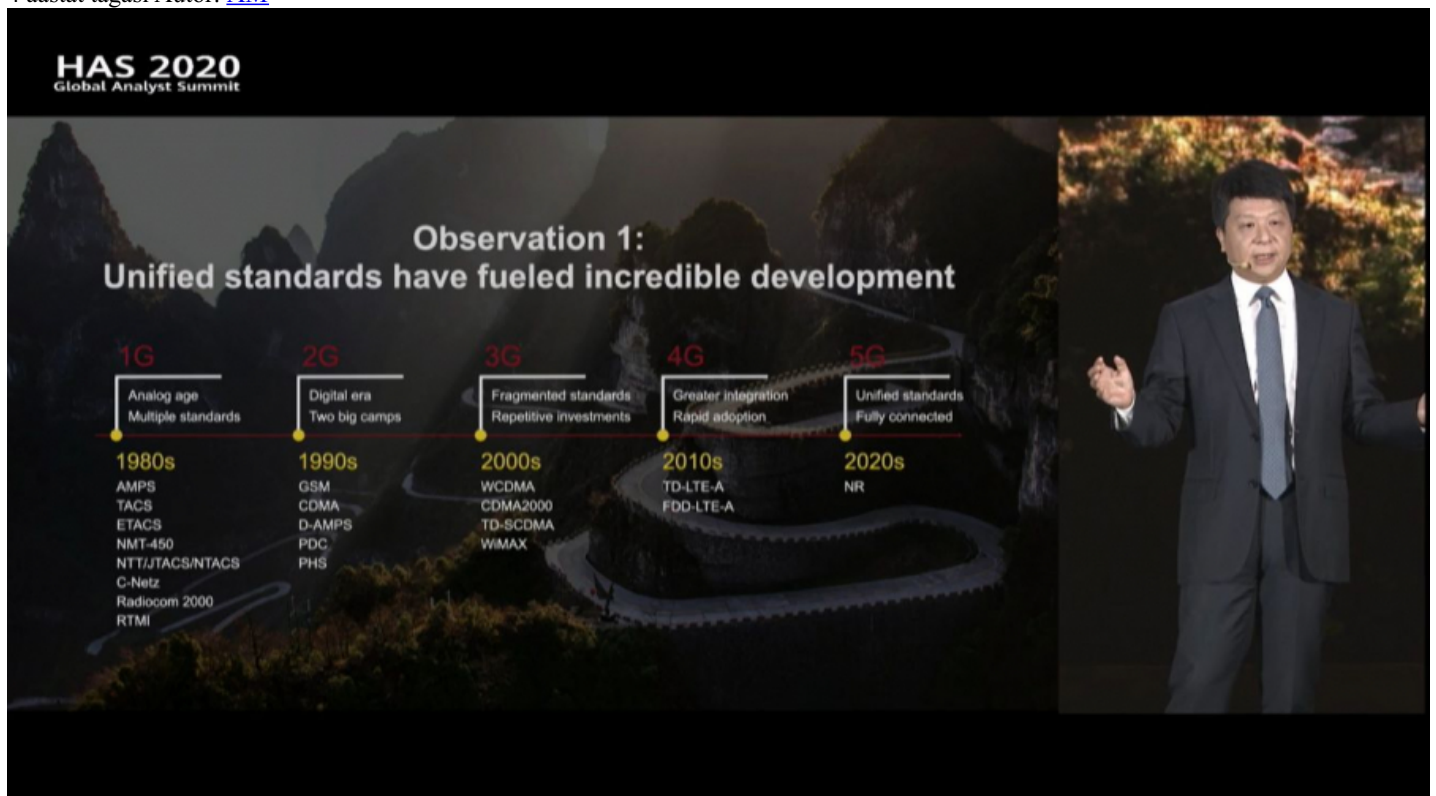 HAS 2020
Global Analyst Summit
Observation 1:
Unified standards have fueled incredible development
1G
Analog age
Multiple standards
1980s
AMPS
TACS
ETACS
NMT-450
NTT/JTACS/NTACS
C-Netz
Radiocom 2000
RTMI
2G
Digital era
Two big camps
1990s
GSM
CDMA
D-AMPS
PDC
PHS
3G
Fragmented standards
Repetitive investments
2000s
WCDMA
CDMA2000
TD-SCDMA
WiMAX
4G
Greater integration
Rapid adoption
2010s
TD-LTE-A
FDD-LTE-A
5G
Unified standards
Fully connected
2020s
NR